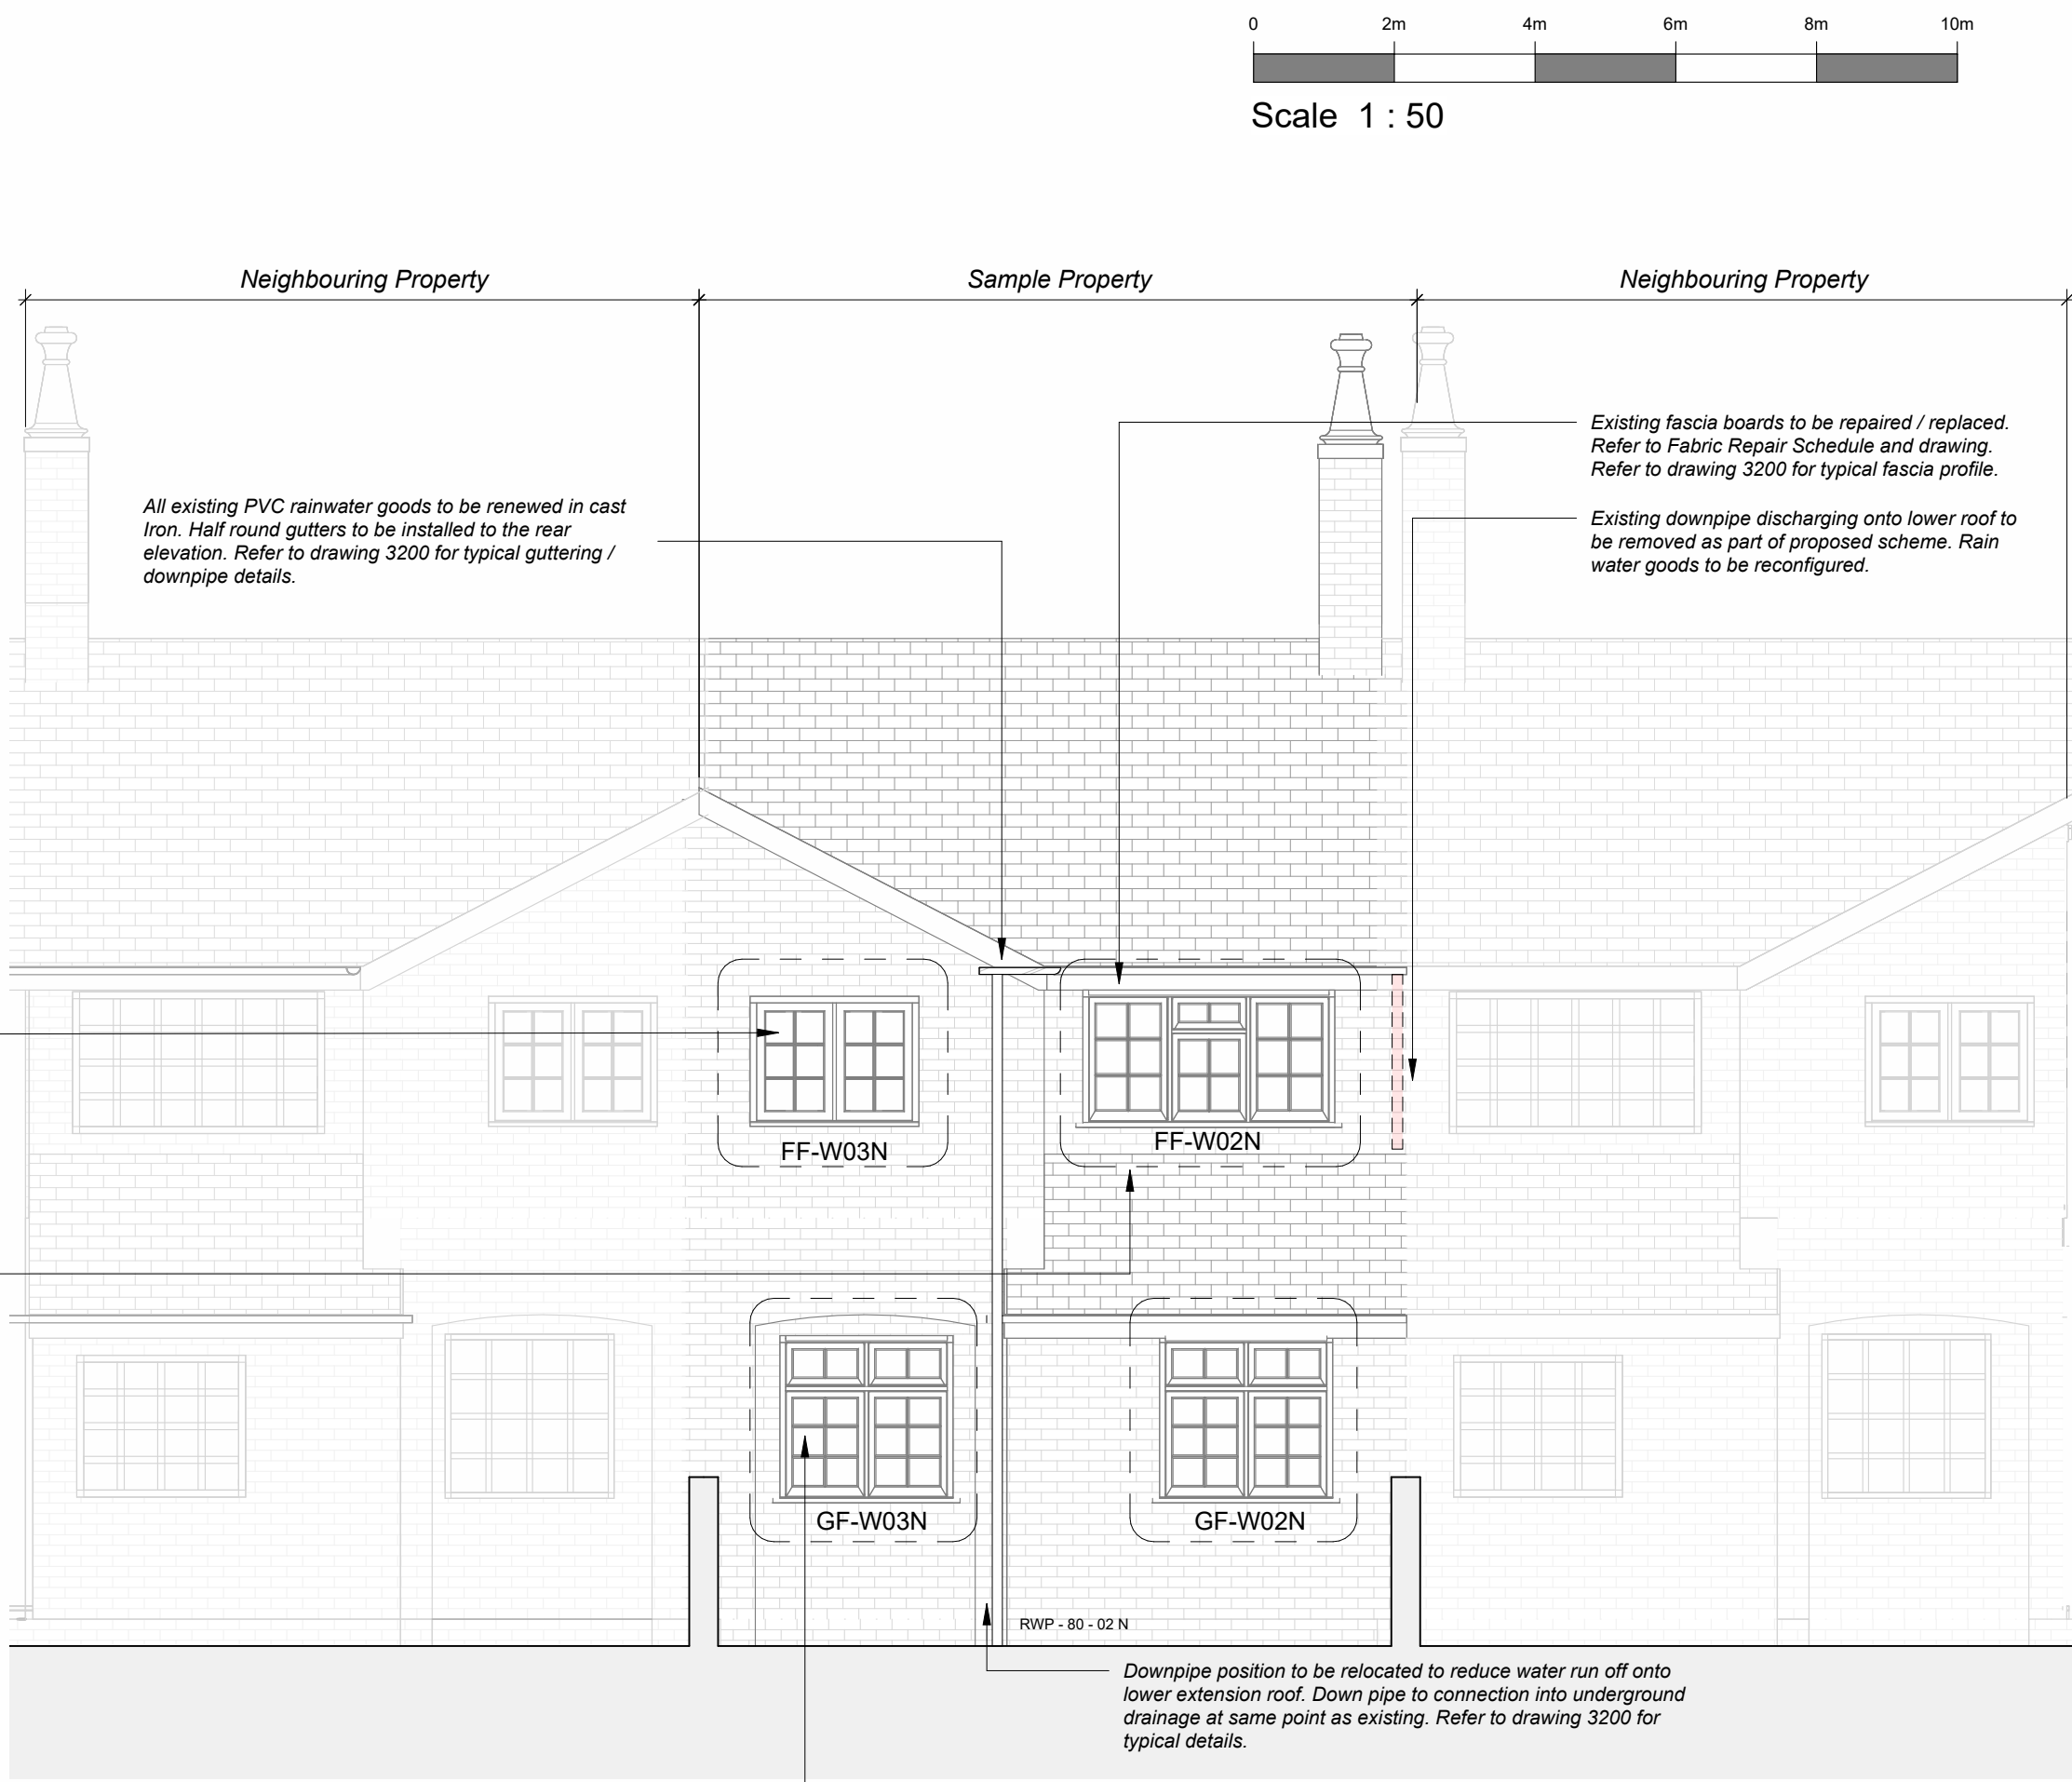 0 2m 4m 6m 8m 10m
Scale 1 : 50
Neighbouring Property
Sample Property
Neighbouring Property
Existing fascia boards to be repaired / replaced.
Refer to Fabric Repair Schedule and drawing.
Refer to drawing 3200 for typical fascia profile.
All existing PVC rainwater goods to be renewed in cast
Iron. Half round gutters to be installed to the rear
elevation. Refer to drawing 3200 for typical guttering /
downpipe details.
Existing downpipe discharging onto lower roof to
be removed as part of proposed scheme. Rain
water goods to be reconfigured.
FF-W03N
FF-W02N
GF-W03N
GF-W02N
RWP - 80 - 02 N
Downpipe position to be relocated to reduce water run off onto
lower extension roof. Down pipe to connection into underground
drainage at same point as existing. Refer to drawing 3200 for
typical details.